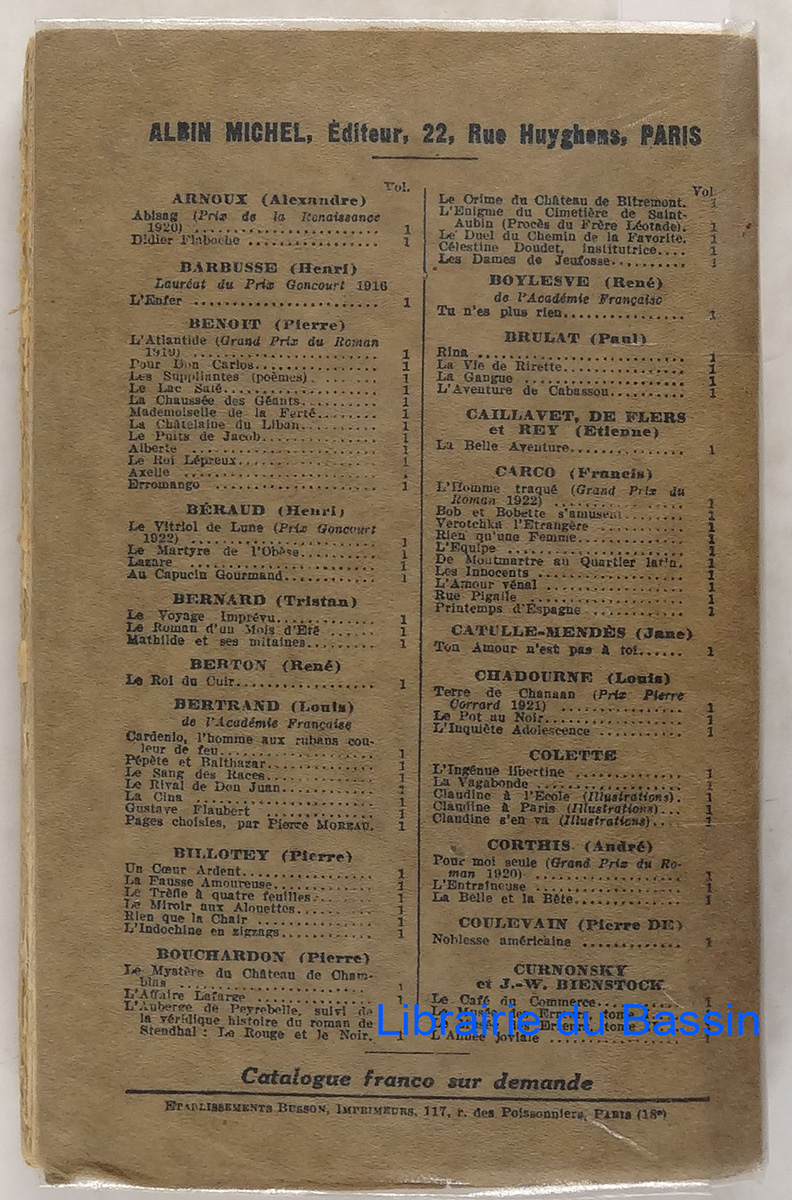 ALBIN MICHEL, Éditeur, 22, Rue Huyghens, PARIS
Vol.
ARNOUX (Alexandre)
Abisag (Prix de la Renaissance
1920) .................... 1
Didier Flaboche .................... 1
BARBUSSE (Henri)
Lauréat du Prix Goncourt 1916
L'Enfer .................... 1
BENOIT (Pierre)
L'Atlantide (Grand Prix du Roman
1919) .................... 1
Pour Don Carlos.................... 1
Les Suppliantes (poèmes)........ 1
Le Lac Salé.................... 1
La Chaussée des Géants.......... 1
Mademoiselle de la Ferté........ 1
La Châtelaine du Liban.......... 1
Le Puits de Jacob............... 1
Alberte .................... 1
Le Roi Lépreux.................... 1
Axelle ....................
Erromango .................... 1
BÉRAUD (Henri)
Le Vitriol de Lune (Prix Goncourt
1922) .................... 1
Le Martyre de l'Obèse........... 1
Lazare .................... 1
Au Capucin Gourmand............. 1
BERNARD (Tristan)
Le Voyage Imprévu............... 1
Le Roman d'un Mois d'Eté ....... 1
Mathilde et ses mitaines........ 1
BERTON (René)
Le Roi du Cuir.................. 1
BERTRAND (Louis)
de l'Académie Française
Cardenio, l'homme aux rubans cou-
leur de feu.................... 1
Pépète et Balthazar............. 1
Le Sang des Races............... 1
Le Rival de Don Juan............ 1
La Cina .................... 1
Gustave Flaubert ............... 1
Pages choisies, par Pierre MOREAU. 1
BILLOTEY (Pierre)
Un Cœur Ardent.................. 1
La Fausse Amoureuse............. 1
Le Trèfle à quatre feuilles..... 1
Le Miroir aux Alouettes......... 1
Rien que la Chair .............. 1
L'Indochine en zigzags.......... 1
BOUCHARDON (Pierre)
Le Mystère du Château de Cham-
blas .................... 1
L'Affaire Lafarge .............. 1
L'Auberge de Peyrebelle, suivi de
la véridique histoire du roman de
Stendhal : Le Rouge et le Noir. 1
Vol.
Le Crime du Château de Bitremont. 1
L'Enigme du Cimetière de Saint-
Aubin (Procès du Frère Léotade). 1
Le Duel du Chemin de la Favorite. 1
Célestine Doudet, institutrice.... 1
Les Dames de Jeufosse.......... 1
BOYLESVE (René)
de l'Académie Française
Tu n'es plus rien............... 1
BRULAT (Paul)
Rina .................... 1
La Vie de Rirette............... 1
La Gangue .................... 1
L'Aventure de Cabassou.......... 1
CAILLAVET, DE FLERS
et REY (Etienne)
La Belle Aventure............... 1
CARCO (Francis)
L'Homme traqué (Grand Prix du
Roman 1922) .................... 1
Bob et Bobette s'amusent........ 1
Verotchka l'Etrangère .......... 1
Rien qu'une Femme............... 1
L'Equipe .................... 1
De Montmartre au Quartier latin. 1
Les Innocents .................. 1
L'Amour vénal .................. 1
Rue Pigalle .................... 1
Printemps d'Espagne ............ 1
CATULLE-MENDÈS (Jane)
Ton Amour n'est pas à toi...... 1
CHADOURNE (Louis)
Terre de Chanaan (Prix Pierre
Corrard 1921) .................... 1
Le Pot au Noir.................. 1
L'Inquiète Adolescence ......... 1
COLETTE
L'Ingénue libertine ............ 1
La Vagabonde ................... 1
Claudine à l'Ecole (Illustrations). 1
Claudine à Paris (Illustrations)... 1
Claudine s'en va (Illustrations).... 1
CORTHIS (André)
Pour moi seule (Grand Prix du Ro-
man 1920) .................... 1
L'Entraîneuse .................. 1
La Belle et la Bête............. 1
COULEVAIN (Pierre DE)
Noblesse américaine ............ 1
CURNONSKY
et J.-W. BIENSTOCK
Le Café du Commerce............. 1
L'Année joviale ................ 1
Librairie du Bassin
Catalogue franco sur demande
ETABLISSEMENTS BUSSON, IMPRIMEURS, 117, r. des Poissonniers, PARIS (18e)